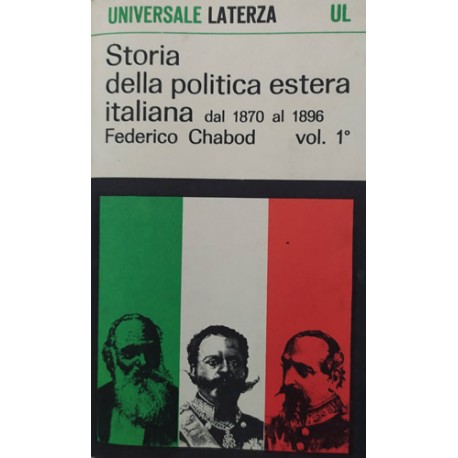 UNIVERSALE LATERZA UL
Storia
della politica estera
italiana dal 1870 al 1896
Federico Chabod vol. 1°